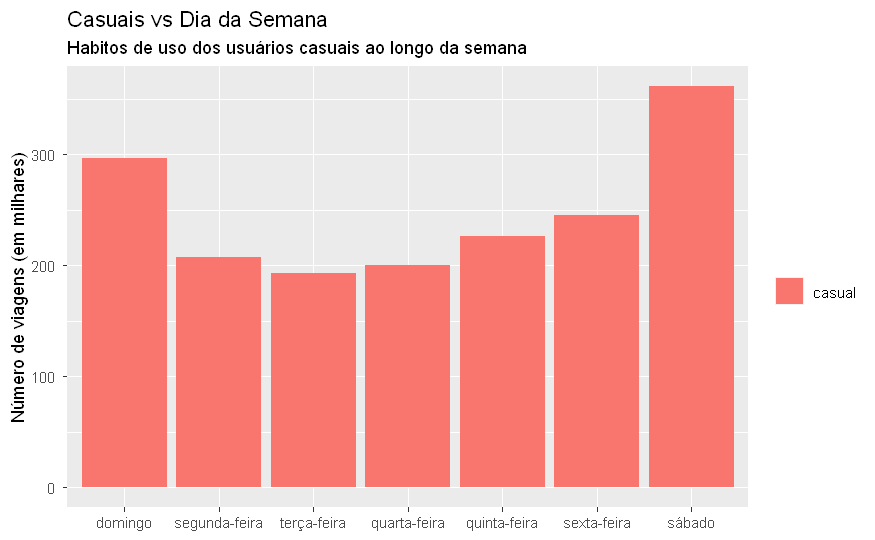 Casuais vs Dia da Semana
Habitos de uso dos usuários casuais ao longo da semana
Número de viagens (em milhares)
300
200
100
0
domingo segunda-feira terça-feira quarta-feira quinta-feira sexta-feira sábado
casual